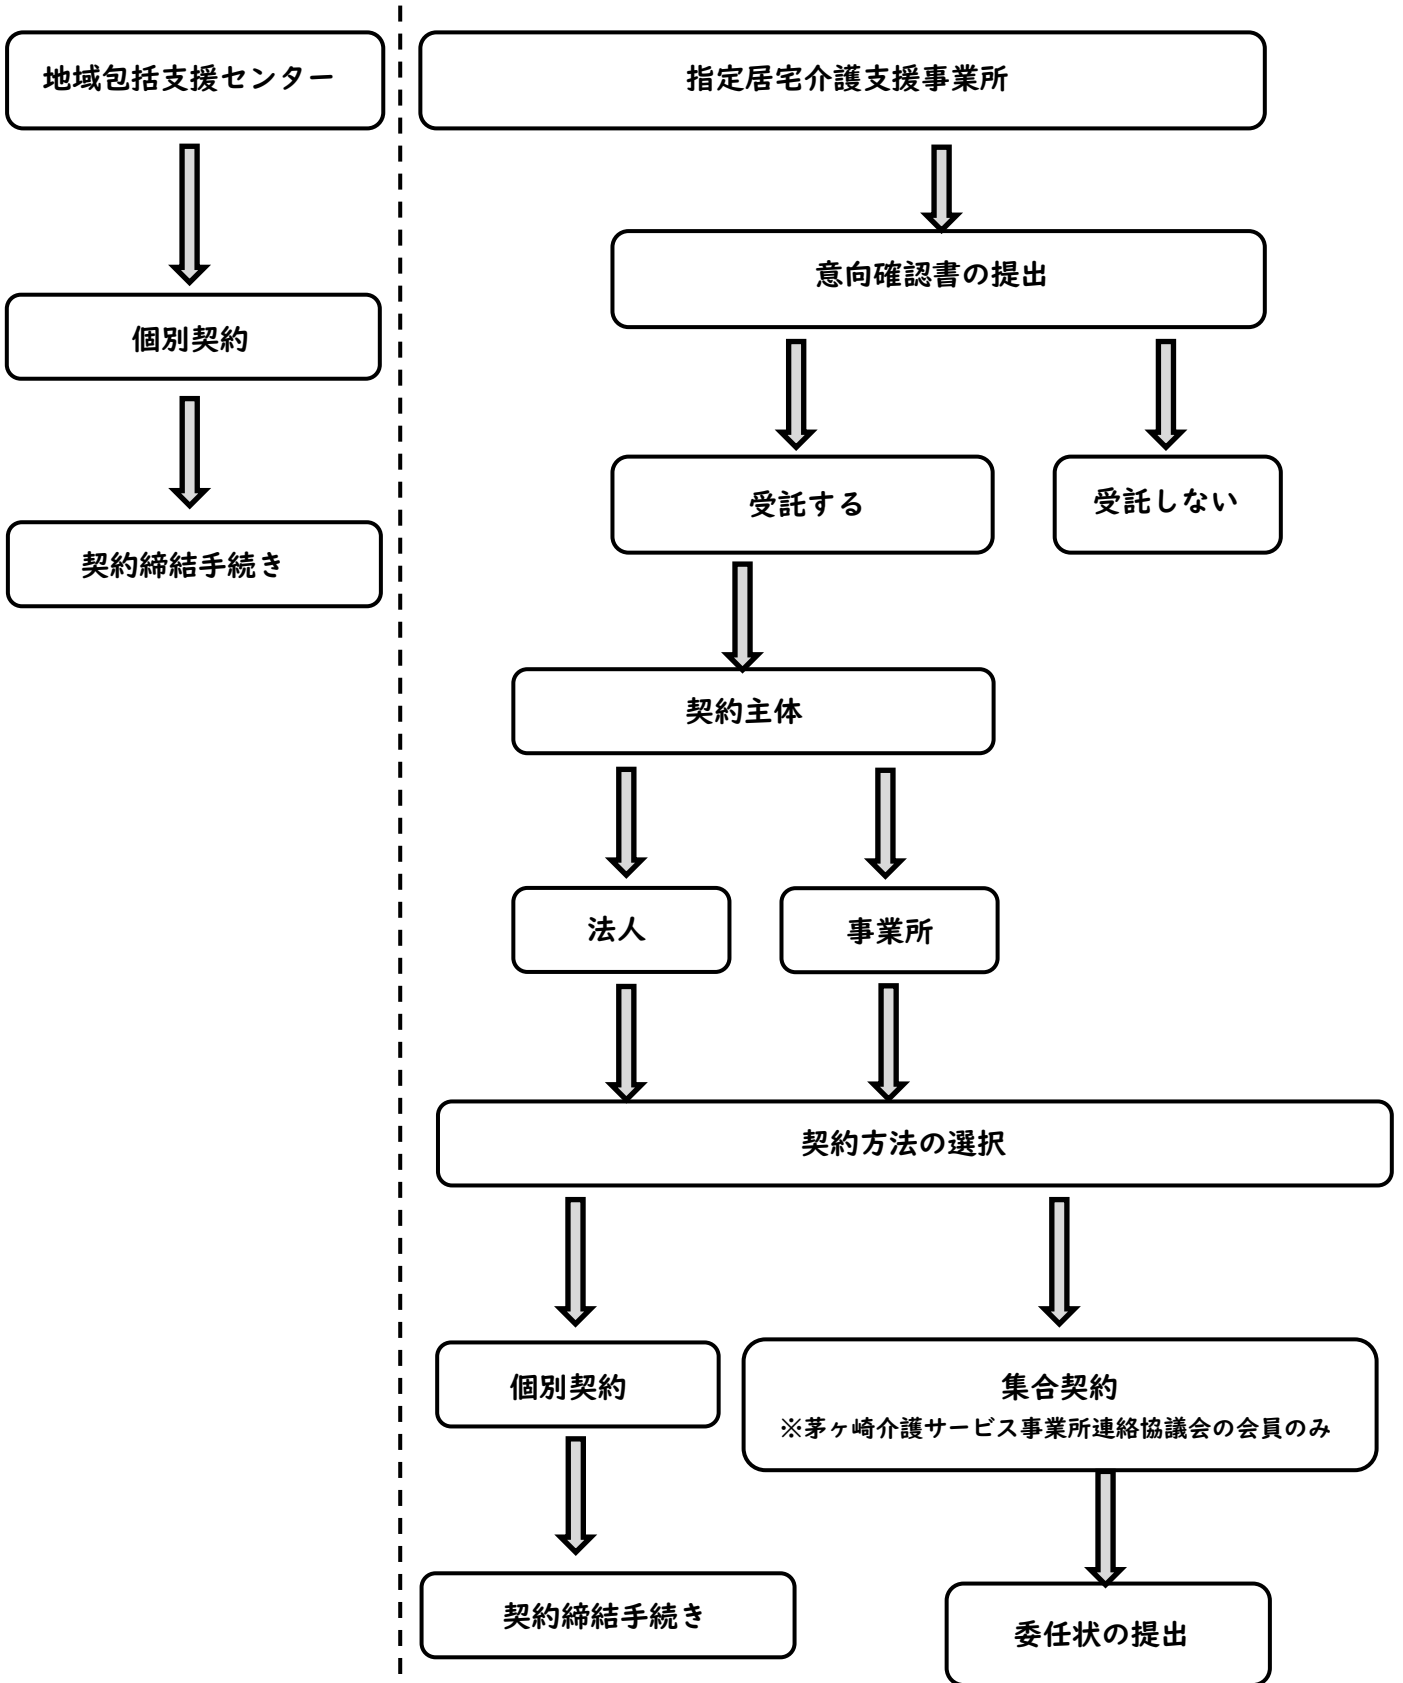 地域包括支援センター
個別契約
契約締結手続き
指定居宅介護支援事業所
意向確認書の提出
受託する
受託しない
契約主体
法人
事業所
契約方法の選択
個別契約
集合契約
※茅ヶ崎介護サービス事業所連絡協議会の会員のみ
契約締結手続き
委任状の提出